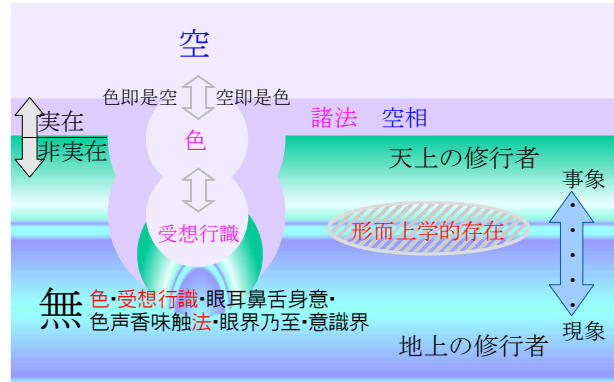 空
色即是空
空即是色
実在
非実在
諸法 空相
色
天上の修行者
事象
受想行識
形而上学的存在
無
色・受想行識・眼耳鼻舌身意・
色声香味触法・眼界乃至・意識界
現象
地上の修行者